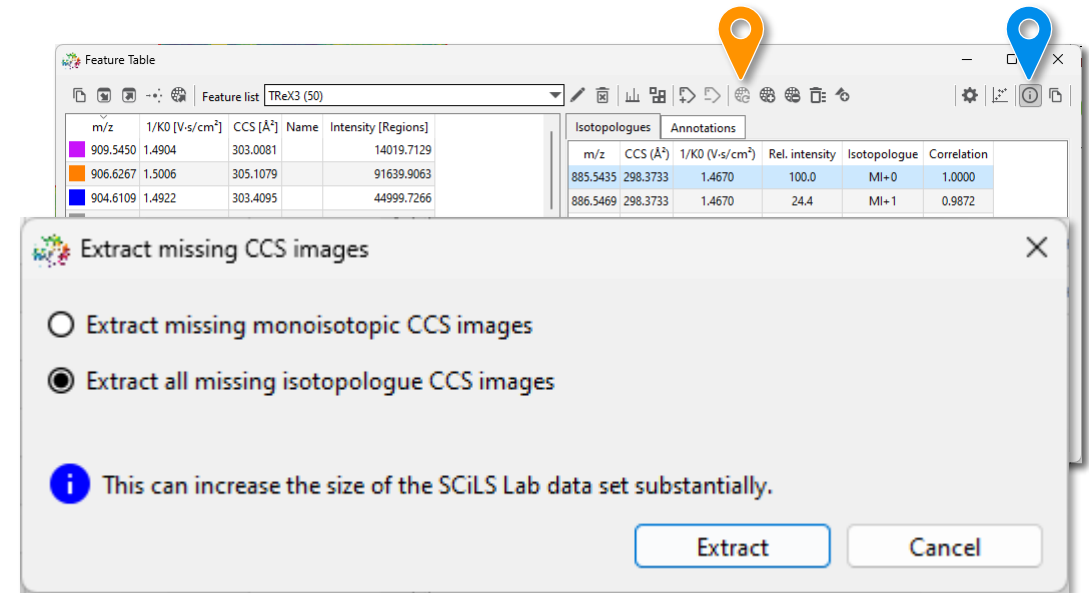 Feature Table
Feature list TReX3 (50)
m/z 1/K0 [V·s/cm²] CCS [Å²] Name Intensity [Regions]
909.5450 1.4904 303.0081 14019.7129
906.6267 1.5006 305.1079 91639.9063
904.6109 1.4922 303.4095 44999.7266
Isotopologues Annotations
m/z CCS (Å²) 1/K0 (V·s/cm²) Rel. intensity Isotopologue Correlation
885.5435 298.3733 1.4670 100.0 MI+0 1.0000
886.5469 298.3733 1.4670 24.4 MI+1 0.9872
Extract missing CCS images
Extract missing monoisotopic CCS images
Extract all missing isotopologue CCS images
This can increase the size of the SCiLS Lab data set substantially.
Extract Cancel